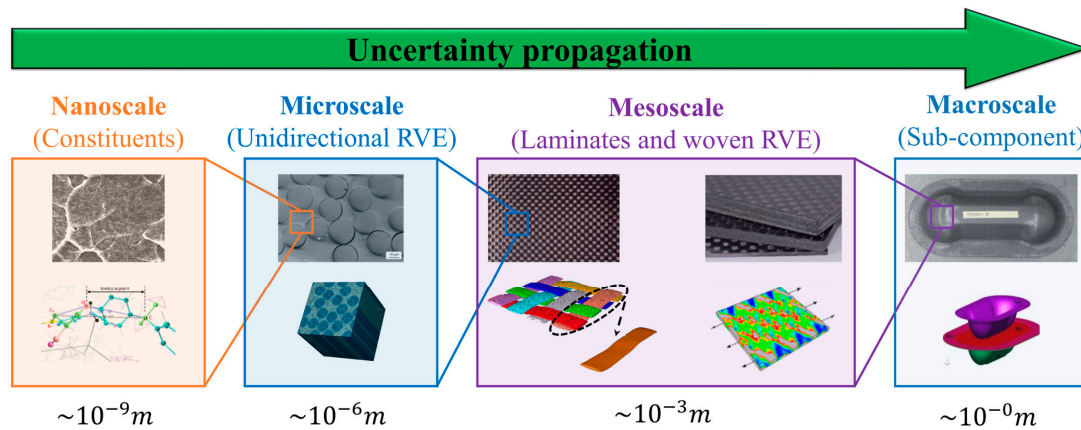 Uncertainty propagation
Nanoscale
(Constituents)
Microscale
(Unidirectional RVE)
Mesoscale
(Laminates and woven RVE)
Macroscale
(Sub-component)
~10⁻⁹m
~10⁻⁶m
~10⁻³m
~10⁻⁰m